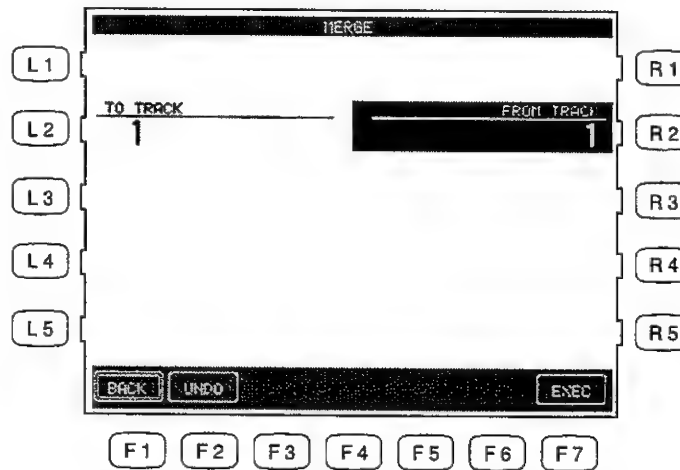 MERGE
L1
R1
TO TRACK
FROM TRACK
L2
1
1
R2
L3
R3
L4
R4
L5
R5
BACK
UNDO
EXEC
F1 F2 F3 F4 F5 F6 F7